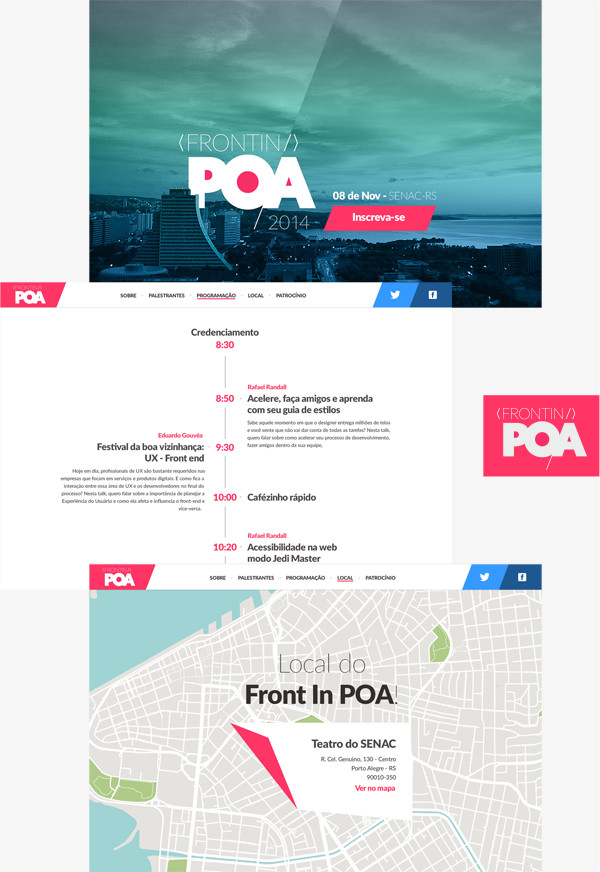 ⟨FRONTIN/⟩
POA
/2014
08 de Nov - SENAC-RS
Inscreva-se
⟨FRONTIN/⟩
POA
SOBRE - PALESTRANTES - PROGRAMAÇÃO - LOCAL - PATROCÍNIO
Credenciamento
8:30
Rafael Randall
8:50 Acelere, faça amigos e aprenda
com seu guia de estilos
Sabe aquele momento em que o designer entrega milhões de telas
e você sente que não vai dar conta de todas as tarefas? Nesta talk,
quero falar sobre como acelerar seu processo de desenvolvimento,
fazer amigos dentro da sua equipe,
Eduardo Gouvêa
Festival da boa vizinhança: 9:30
UX - Front end
Hoje em dia, profissionais de UX são bastante requeridos nas
empresas que focam em serviços e produtos digitais. E como fica a
interação entre essa área de UX e os desenvolvedores no final do
processo? Nesta talk, quero falar sobre a importância de planejar a
Experiência do Usuário e como ela afeta e influencia o front-end e
vice-versa.
10:00 Cafézinho rápido
Rafael Randall
10:20 Acessibilidade na web
modo Jedi Master
⟨FRONTIN/⟩
POA
⟨FRONTIN/⟩
POA
SOBRE - PALESTRANTES - PROGRAMAÇÃO - LOCAL - PATROCÍNIO
Local do
Front In POA!
Teatro do SENAC
R. Cel. Genuino, 130 - Centro
Porto Alegre - RS
90010-350
Ver no mapa